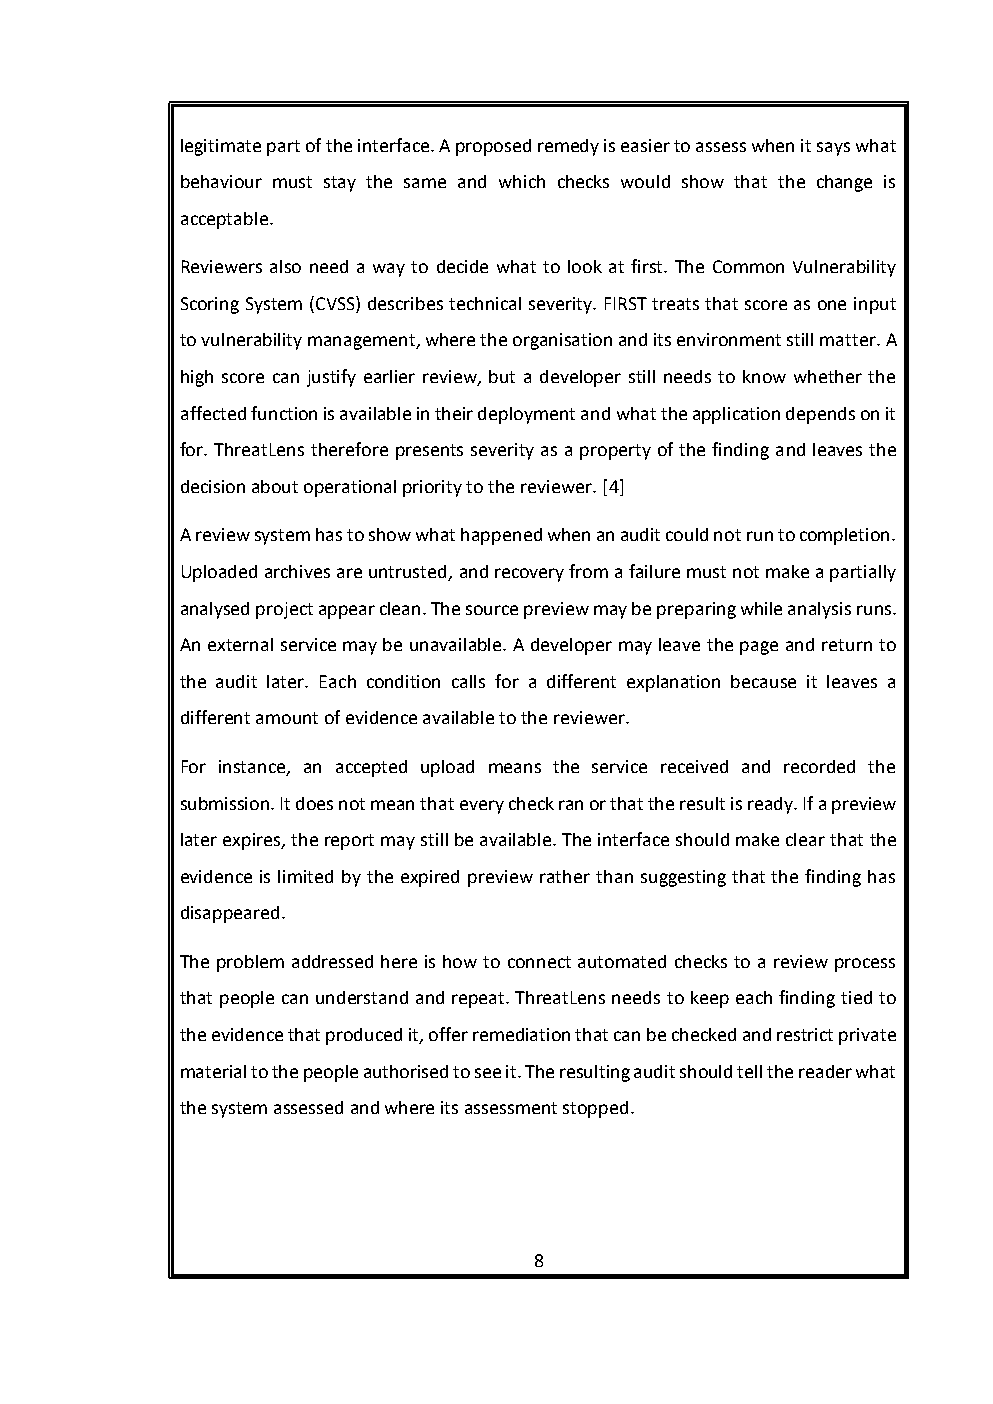 legitimate part of the interface. A proposed remedy is easier to assess when it says what
behaviour must stay the same and which checks would show that the change is
acceptable.
Reviewers also need a way to decide what to look at first. The Common Vulnerability
Scoring System (CVSS) describes technical severity. FIRST treats that score as one input
to vulnerability management, where the organisation and its environment still matter. A
high score can justify earlier review, but a developer still needs to know whether the
affected function is available in their deployment and what the application depends on it
for. ThreatLens therefore presents severity as a property of the finding and leaves the
decision about operational priority to the reviewer. [4]
A review system has to show what happened when an audit could not run to completion.
Uploaded archives are untrusted, and recovery from a failure must not make a partially
analysed project appear clean. The source preview may be preparing while analysis runs.
An external service may be unavailable. A developer may leave the page and return to
the audit later. Each condition calls for a different explanation because it leaves a
different amount of evidence available to the reviewer.
For instance, an accepted upload means the service received and recorded the
submission. It does not mean that every check ran or that the result is ready. If a preview
later expires, the report may still be available. The interface should make clear that the
evidence is limited by the expired preview rather than suggesting that the finding has
disappeared.
The problem addressed here is how to connect automated checks to a review process
that people can understand and repeat. ThreatLens needs to keep each finding tied to
the evidence that produced it, offer remediation that can be checked and restrict private
material to the people authorised to see it. The resulting audit should tell the reader what
the system assessed and where its assessment stopped.
8